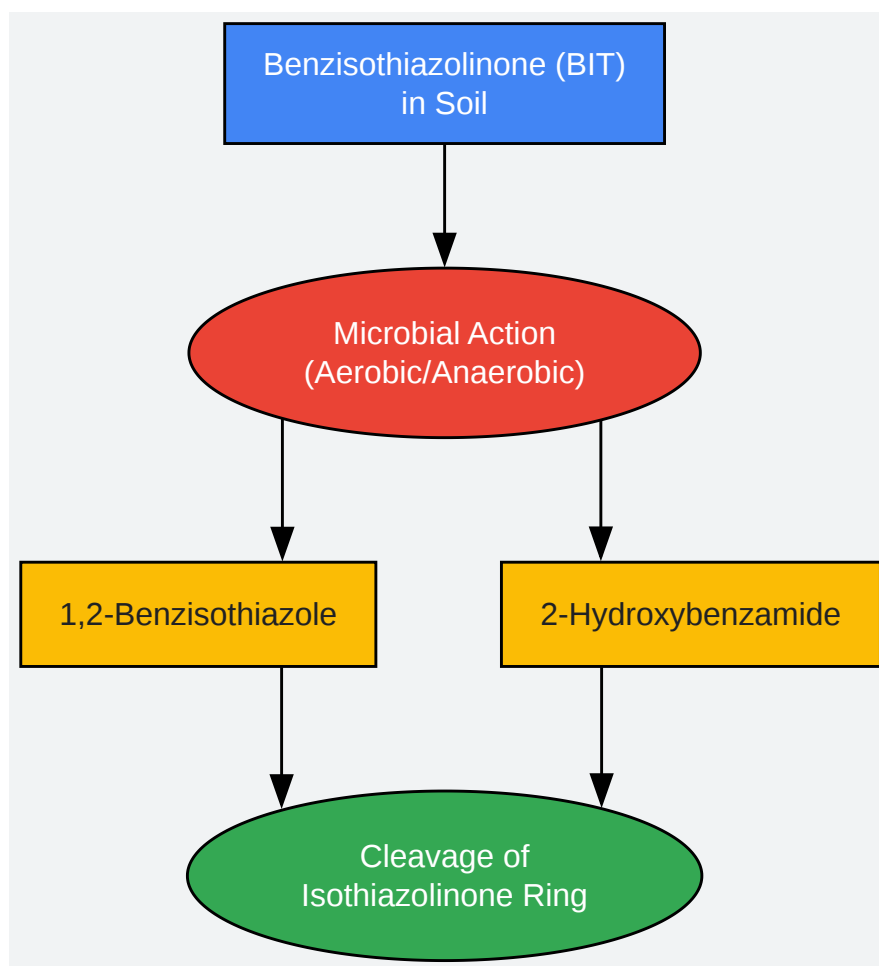 Benzisothiazolinone (BIT)
in Soil
Microbial Action
(Aerobic/Anaerobic)
1,2-Benzisothiazole
2-Hydroxybenzamide
Cleavage of
Isothiazolinone Ring